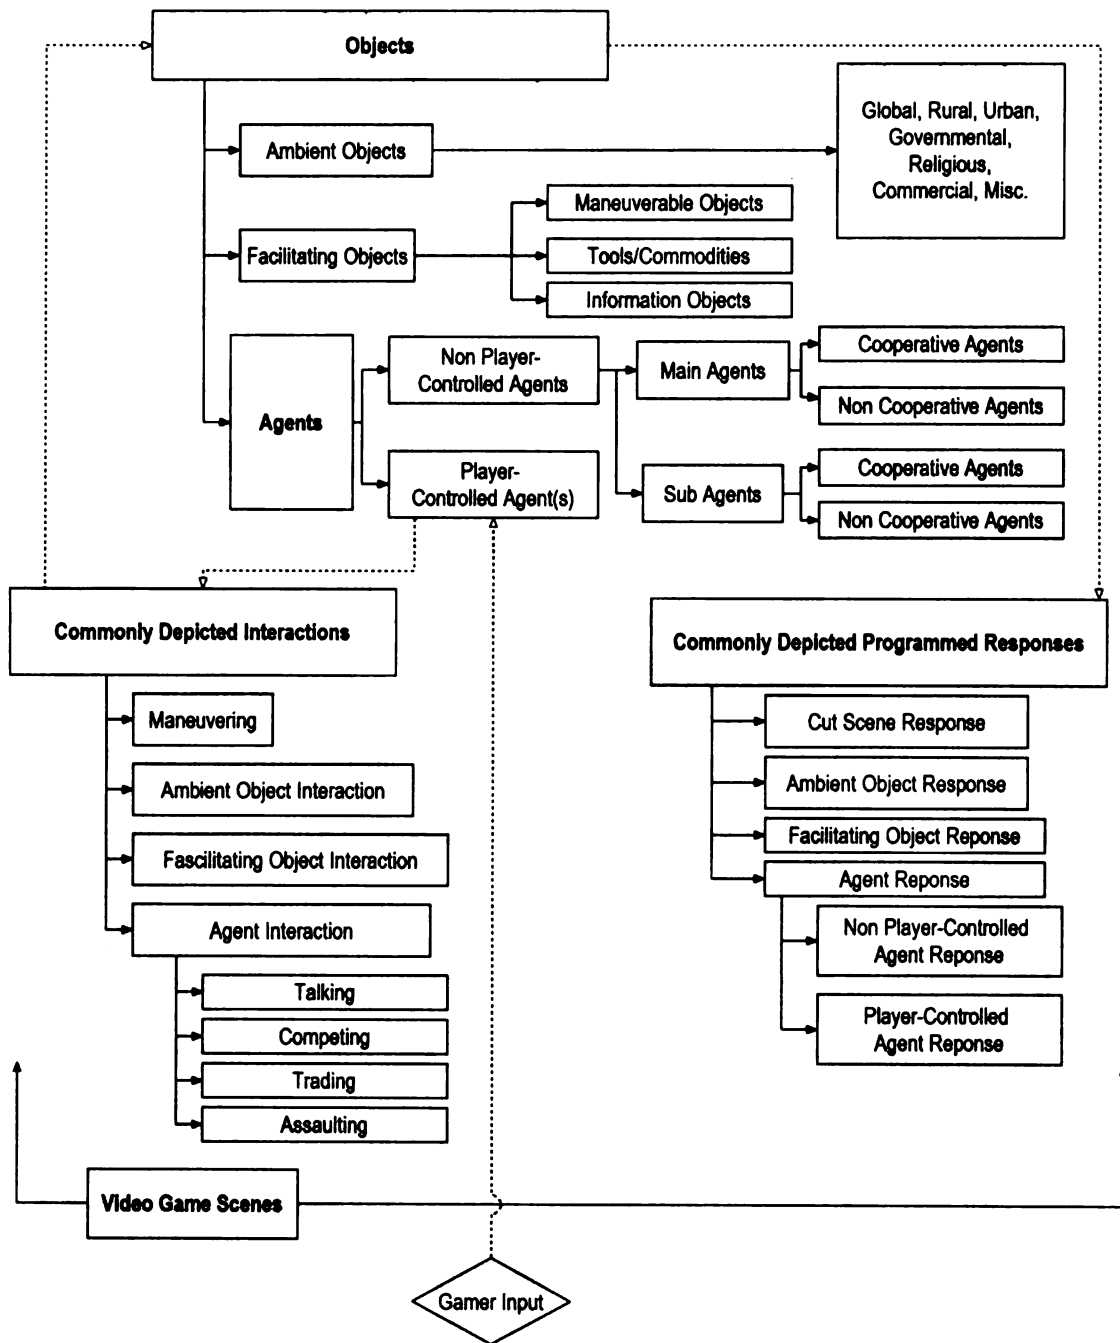 Objects
Global, Rural, Urban,
Governmental,
Religious,
Commercial, Misc.
Ambient Objects
Maneuverable Objects
Facilitating Objects
Tools/Commodities
Information Objects
Agents
Non Player-
Controlled Agents
Main Agents
Cooperative Agents
Non Cooperative Agents
Player-
Controlled Agent(s)
Sub Agents
Cooperative Agents
Non Cooperative Agents
Commonly Depicted Interactions
Maneuvering
Ambient Object Interaction
Fascilitating Object Interaction
Agent Interaction
Talking
Competing
Trading
Assaulting
Commonly Depicted Programmed Responses
Cut Scene Response
Ambient Object Response
Facilitating Object Reponse
Agent Reponse
Non Player-Controlled
Agent Reponse
Player-Controlled
Agent Reponse
Video Game Scenes
Gamer Input